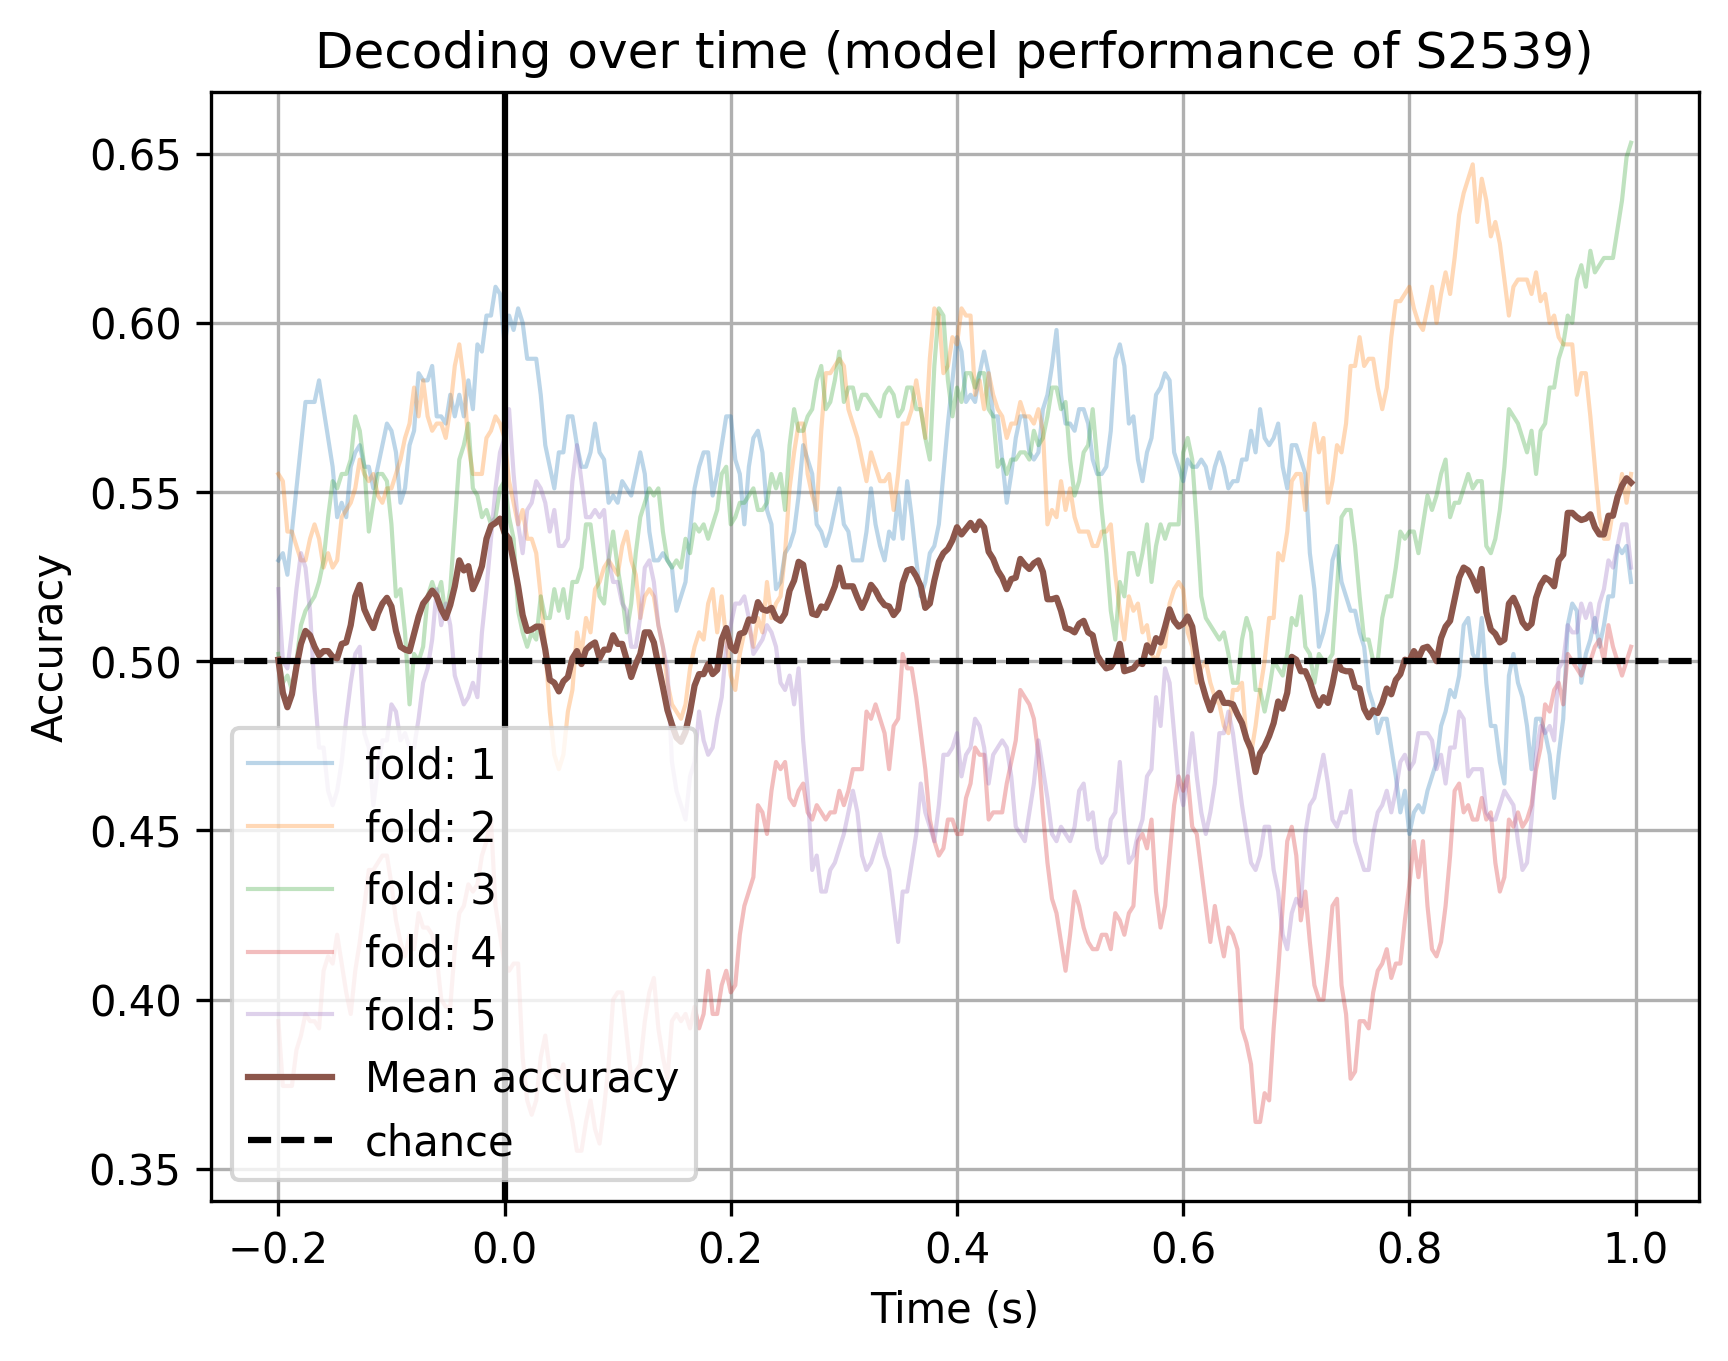 Decoding over time (model performance of S2539)
Accuracy
0.65
0.60
0.55
0.50
0.45
0.40
0.35
fold: 1
fold: 2
fold: 3
fold: 4
fold: 5
Mean accuracy
chance
−0.2 0.0 0.2 0.4 0.6 0.8 1.0
Time (s)